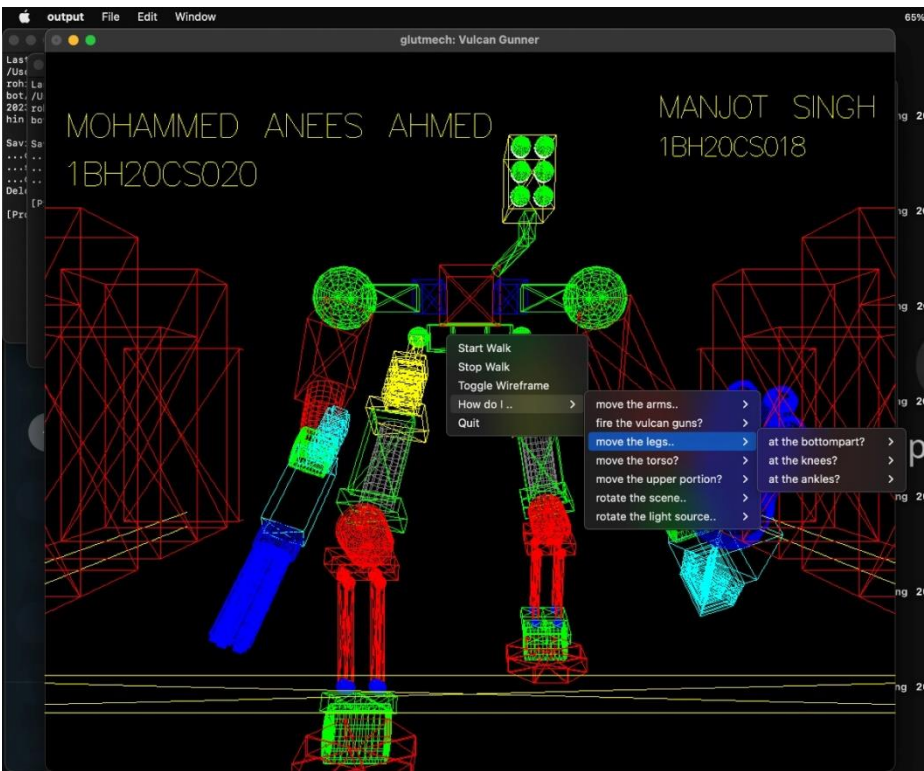 output File Edit Window
65%
glutmech: Vulcan Gunner
MOHAMMED ANEES AHMED
1BH20CS020
MANJOT SINGH
1BH20CS018
Start Walk
Stop Walk
Toggle Wireframe
How do I ..
Quit
move the arms..
fire the vulcan guns?
move the legs..
move the torso?
move the upper portion?
rotate the scene..
rotate the light source..
at the bottompart?
at the knees?
at the ankles?